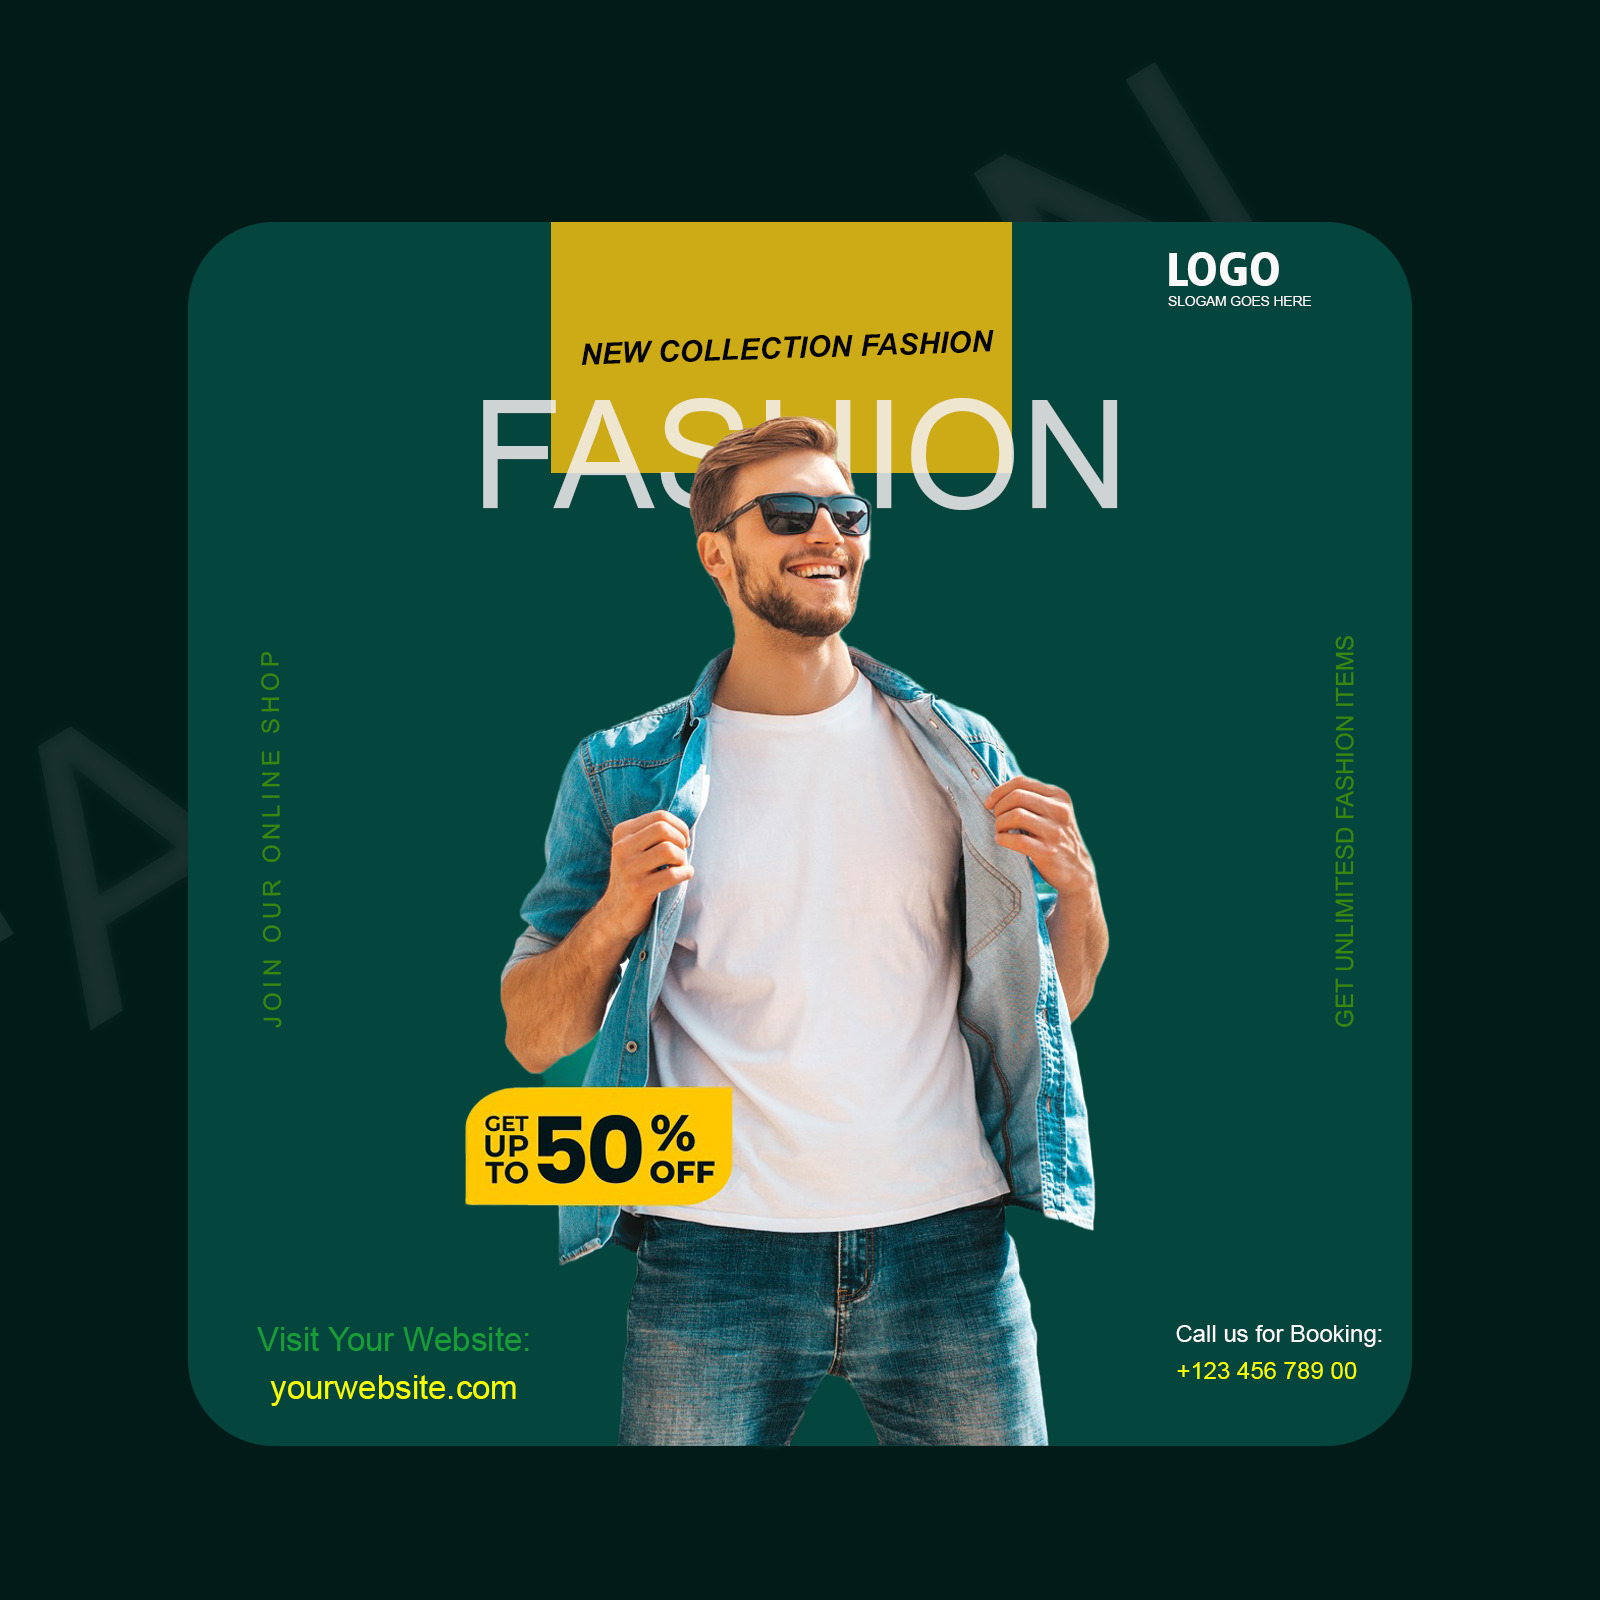 LOGO
SLOGAM GOES HERE
NEW COLLECTION FASHION
FASHION
JOIN OUR ONLINE SHOP
GET UNLIMITESD FASHION ITEMS
GET
UP
TO
50
%
OFF
Visit Your Website:
yourwebsite.com
Call us for Booking:
+123 456 789 00